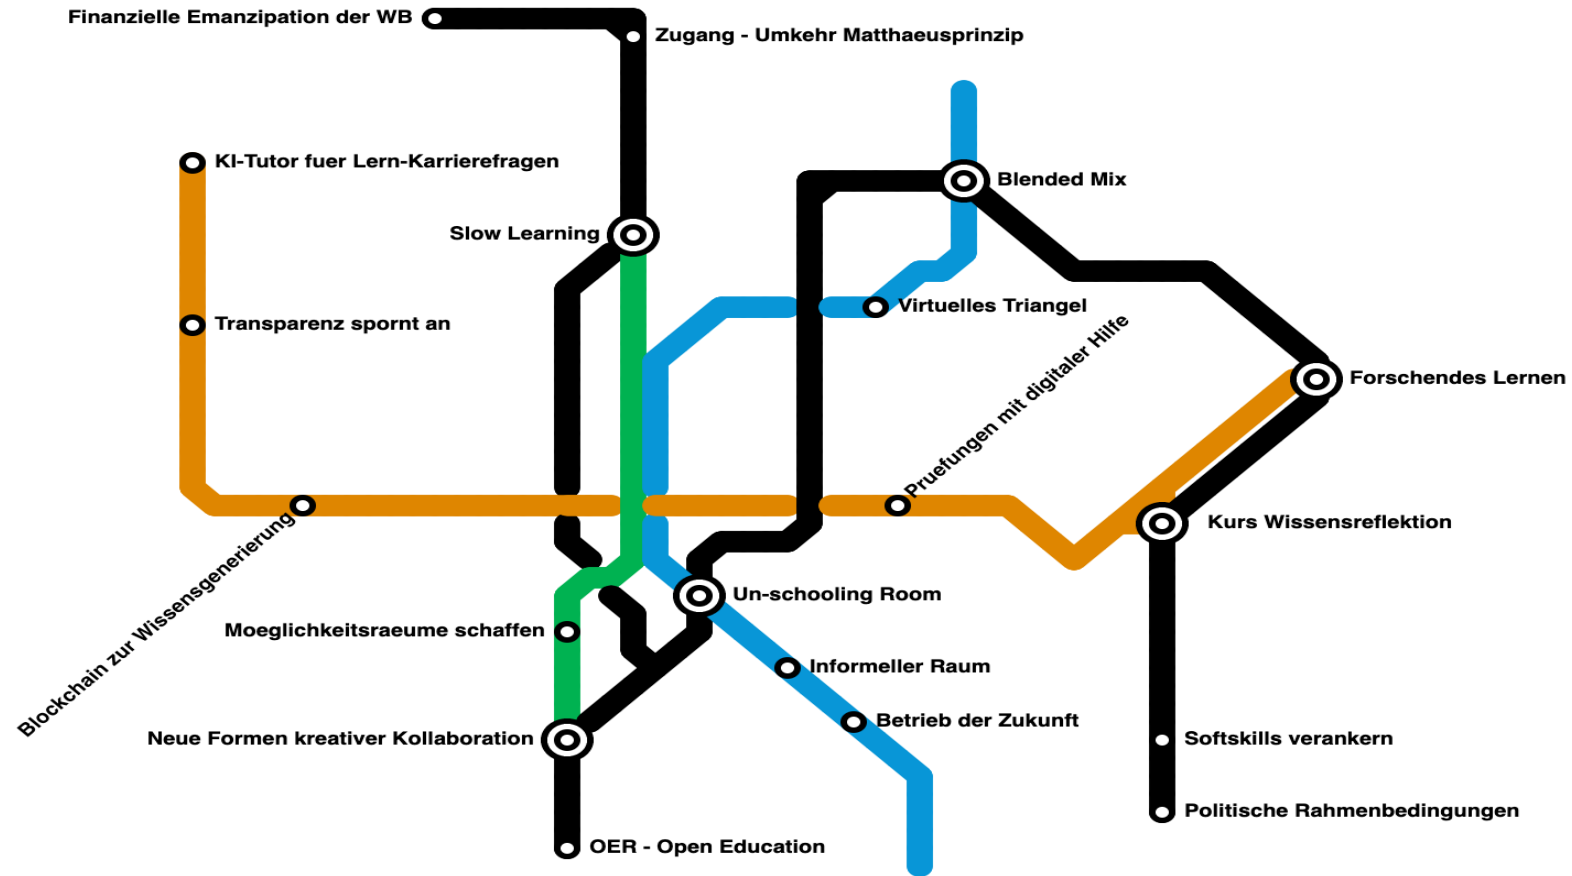 Finanzielle Emanzipation der WB
Zugang - Umkehr Matthaeusprinzip
KI-Tutor fuer Lern-Karrierefragen
Blended Mix
Slow Learning
Virtuelles Triangel
Transparenz spornt an
Pruefungen mit digitaler Hilfe
Forschendes Lernen
Blockchain zur Wissensgenerierung
Kurs Wissensreflektion
Un-schooling Room
Moeglichkeitsraeume schaffen
Informeller Raum
Betrieb der Zukunft
Neue Formen kreativer Kollaboration
Softskills verankern
Politische Rahmenbedingungen
OER - Open Education